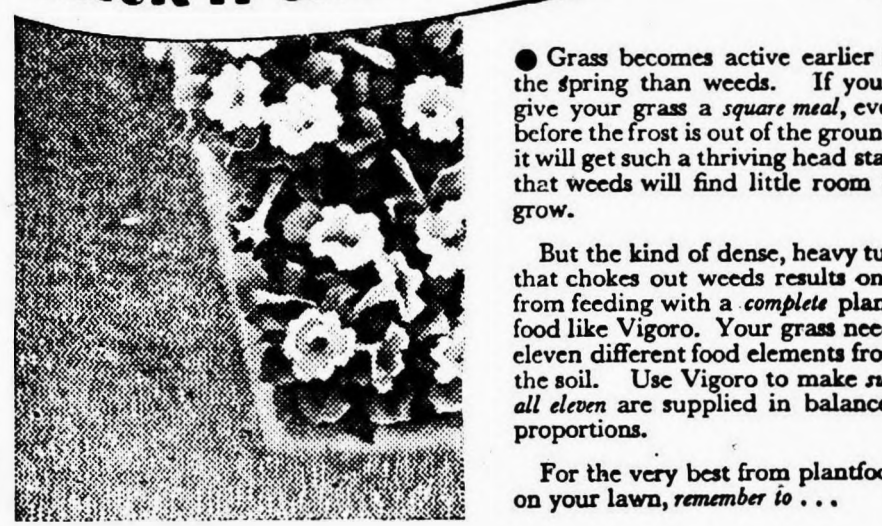 ● Grass becomes active earlier
the spring than weeds. If you
give your grass a square meal, eve
before the frost is out of the groun
it will get such a thriving head sta
that weeds will find little room
grow.
But the kind of dense, heavy tu
that chokes out weeds results on
from feeding with a complete plan
food like Vigoro. Your grass nee
eleven different food elements fro
the soil. Use Vigoro to make su
all eleven are supplied in balance
proportions.
For the very best from plantfoo
on your lawn, remember to . . .